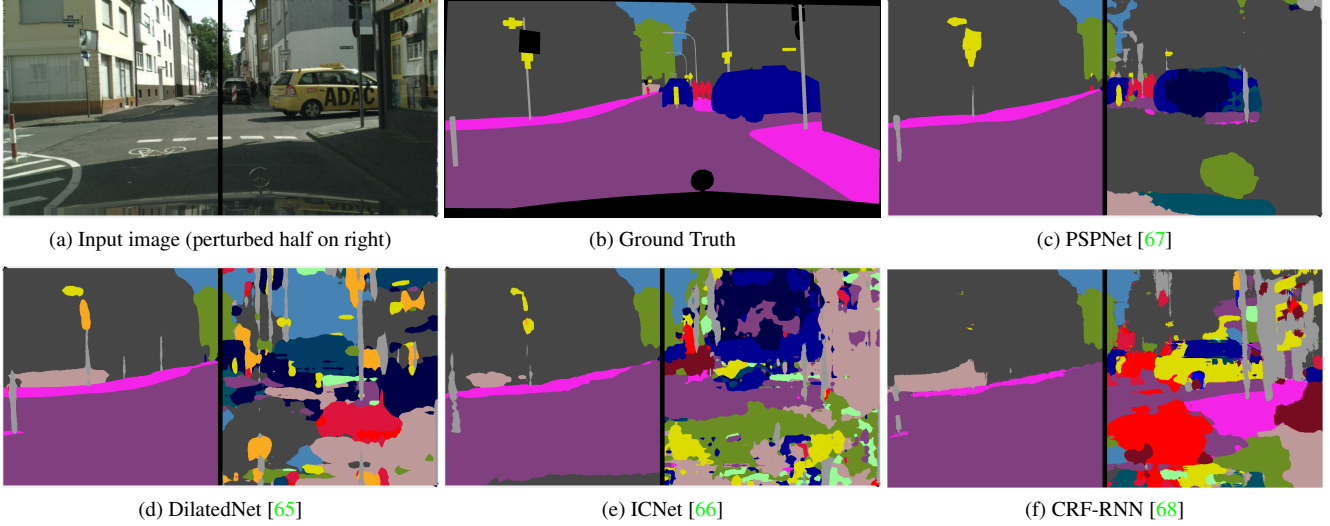 ADAC
(a) Input image (perturbed half on right)
(b) Ground Truth
(c) PSPNet [67]
(d) DilatedNet [65]
(e) ICNet [66]
(f) CRF-RNN [68]